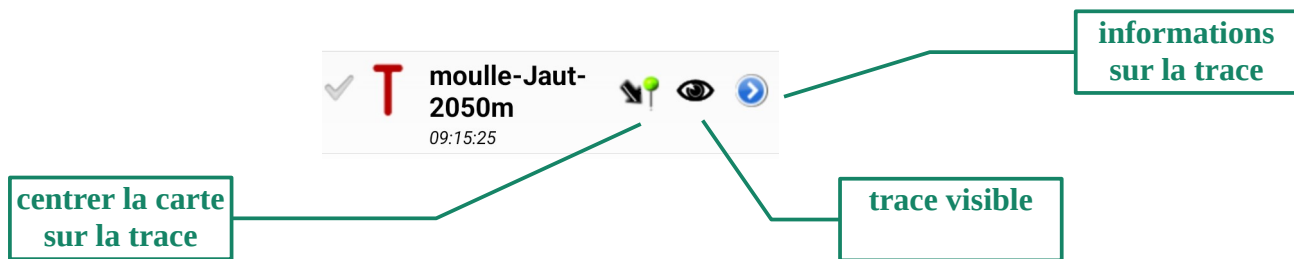 informations
sur la trace
T
moulle-Jaut-
2050m
09:15:25
centrer la carte
sur la trace
trace visible